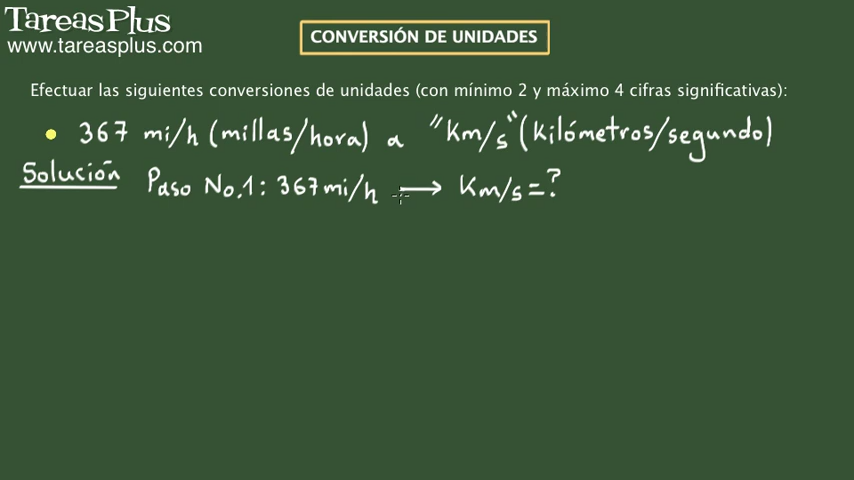 TareasPlus
www.tareasplus.com
CONVERSIÓN DE UNIDADES
Efectuar las siguientes conversiones de unidades (con mínimo 2 y máximo 4 cifras significativas):
• 367 mi/h (millas/hora) a "Km/s" (Kilómetros/segundo)
Solución Paso No.1: 367 mi/h ⟶ Km/s = ?